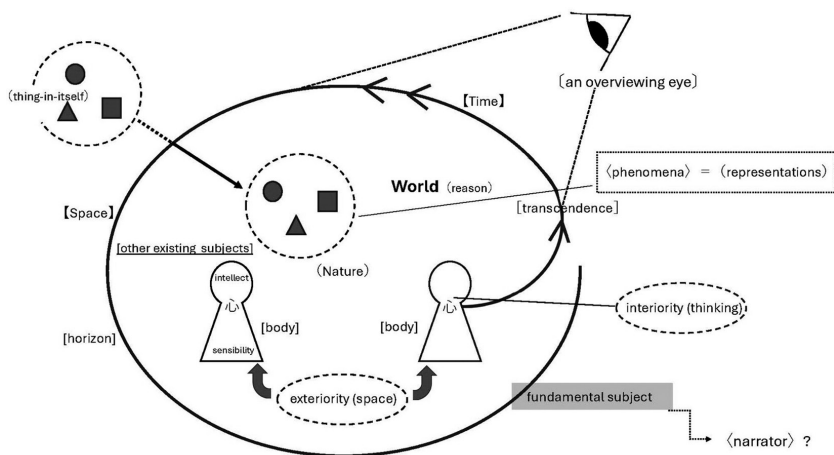 〔an overviewing eye〕
(thing-in-itself)
【Time】
〈phenomena〉=（representations）
World（reason）
【Space】
[transcendence]
[other existing subjects]
（Nature）
intellect
心
心
interiority (thinking)
[horizon]
[body]
[body]
sensibility
exteriority (space)
fundamental subject
〈narrator〉?